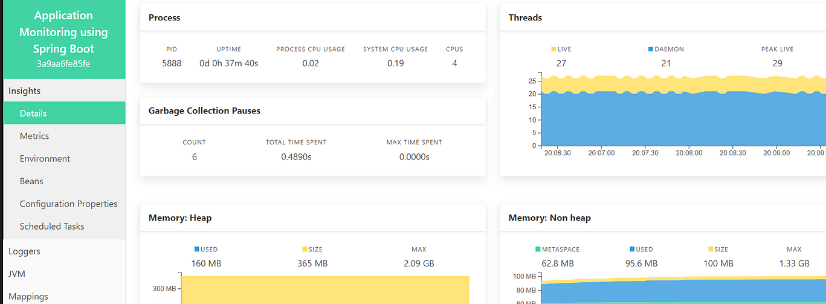 Application
Monitoring using
Spring Boot
3a9aa6fe85fe
Insights
Details
Metrics
Environment
Beans
Configuration Properties
Scheduled Tasks
Loggers
JVM
Mappings
Process
PID UPTIME PROCESS CPU USAGE SYSTEM CPU USAGE CPUS
5888 0d 0h 37m 40s 0.02 0.19 4
Garbage Collection Pauses
COUNT TOTAL TIME SPENT MAX TIME SPENT
6 0.4890s 0.0000s
Threads
LIVE DAEMON PEAK LIVE
27 21 29
25
20
15
10
5
0
20:06:30 20:07:00 20:07:30 20:08:00 20:08:30 20:09:00 20:09
Memory: Heap
USED SIZE MAX
160 MB 365 MB 2.09 GB
300 MB
Memory: Non heap
METASPACE USED SIZE MAX
62.8 MB 95.6 MB 100 MB 1.33 GB
100 MB
90 MB
80 MB